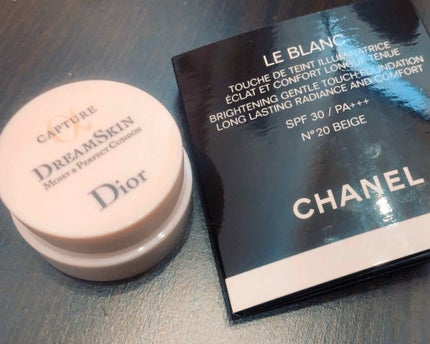 CAPTURE
DREAMSKIN
MOIST & PERFECT CUSHION
Dior
LE BLANC
TOUCHE DE TEINT ILLUMINATRICE
ÉCLAT ET CONFORT LONGUE TENUE
BRIGHTENING GENTLE TOUCH FOUNDATION
LONG LASTING RADIANCE AND COMFORT
SPF 30 / PA+++
N°20 BEIGE
CHANEL